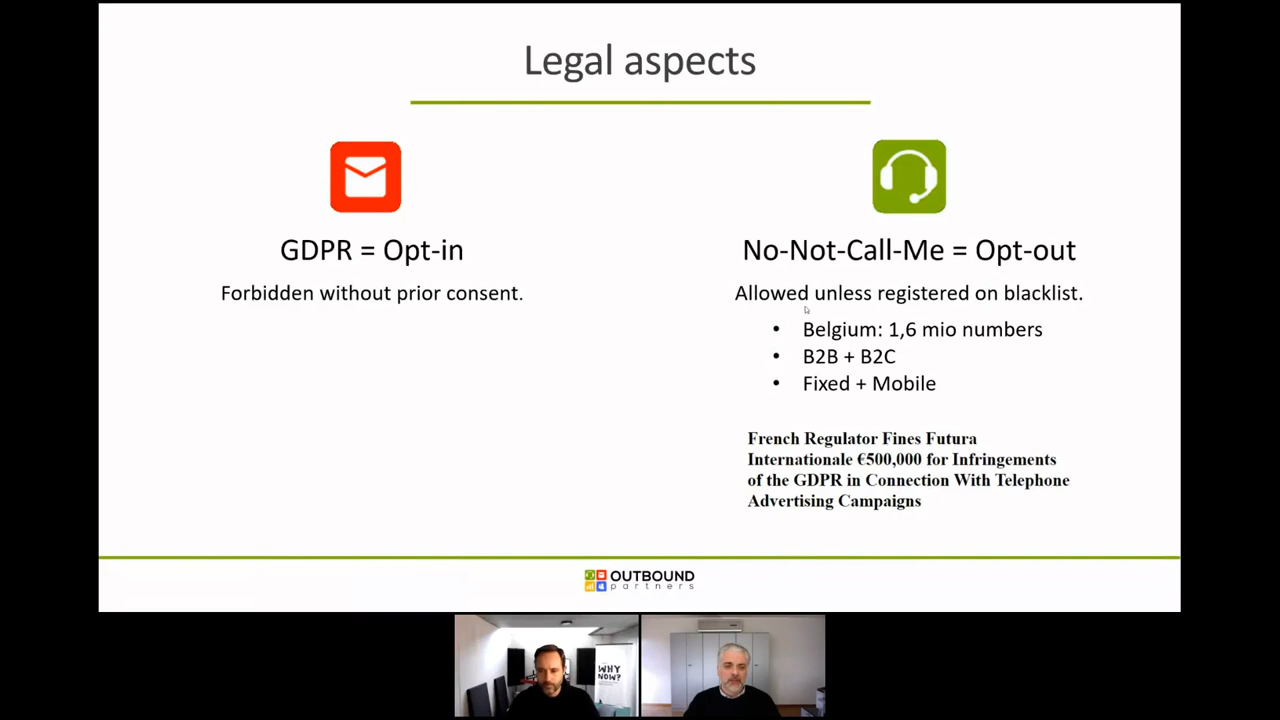 Legal aspects
GDPR = Opt-in
Forbidden without prior consent.
No-Not-Call-Me = Opt-out
Allowed unless registered on blacklist.
• Belgium: 1,6 mio numbers
• B2B + B2C
• Fixed + Mobile
French Regulator Fines Futura
Internationale €500,000 for Infringements
of the GDPR in Connection With Telephone
Advertising Campaigns
OUTBOUND
partners
WHY
NOW?